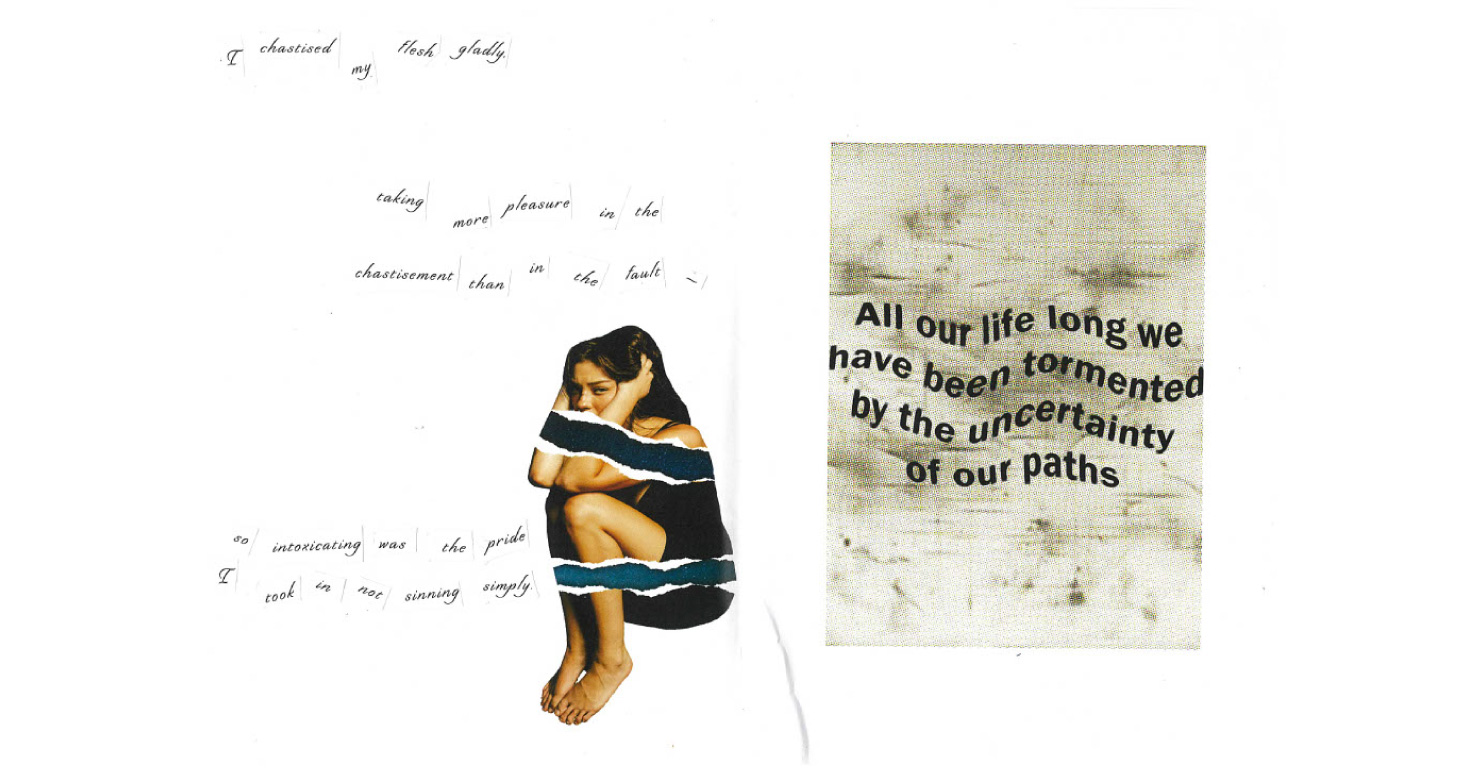 I chastised my flesh gladly.
taking more pleasure in the
chastisement than in the fault –
so intoxicating was the pride
I took in not sinning simply.
All our life long we
have been tormented
by the uncertainty
of our paths